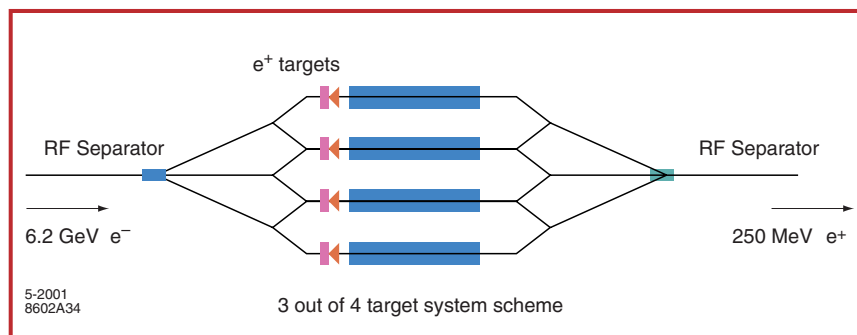 e+ targets
RF Separator
RF Separator
6.2 GeV e–
250 MeV e+
5-2001
8602A34
3 out of 4 target system scheme